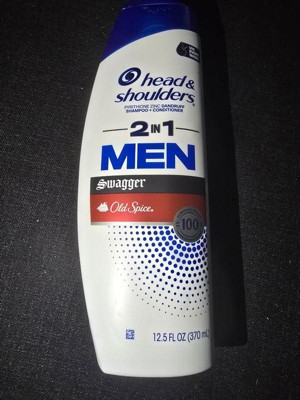 head &
shoulders
PYRITHIONE ZINC DANDRUFF
SHAMPOO + CONDITIONER
2 IN 1
MEN
Swagger
Old Spice
100
12.5 FL OZ (370 mL)